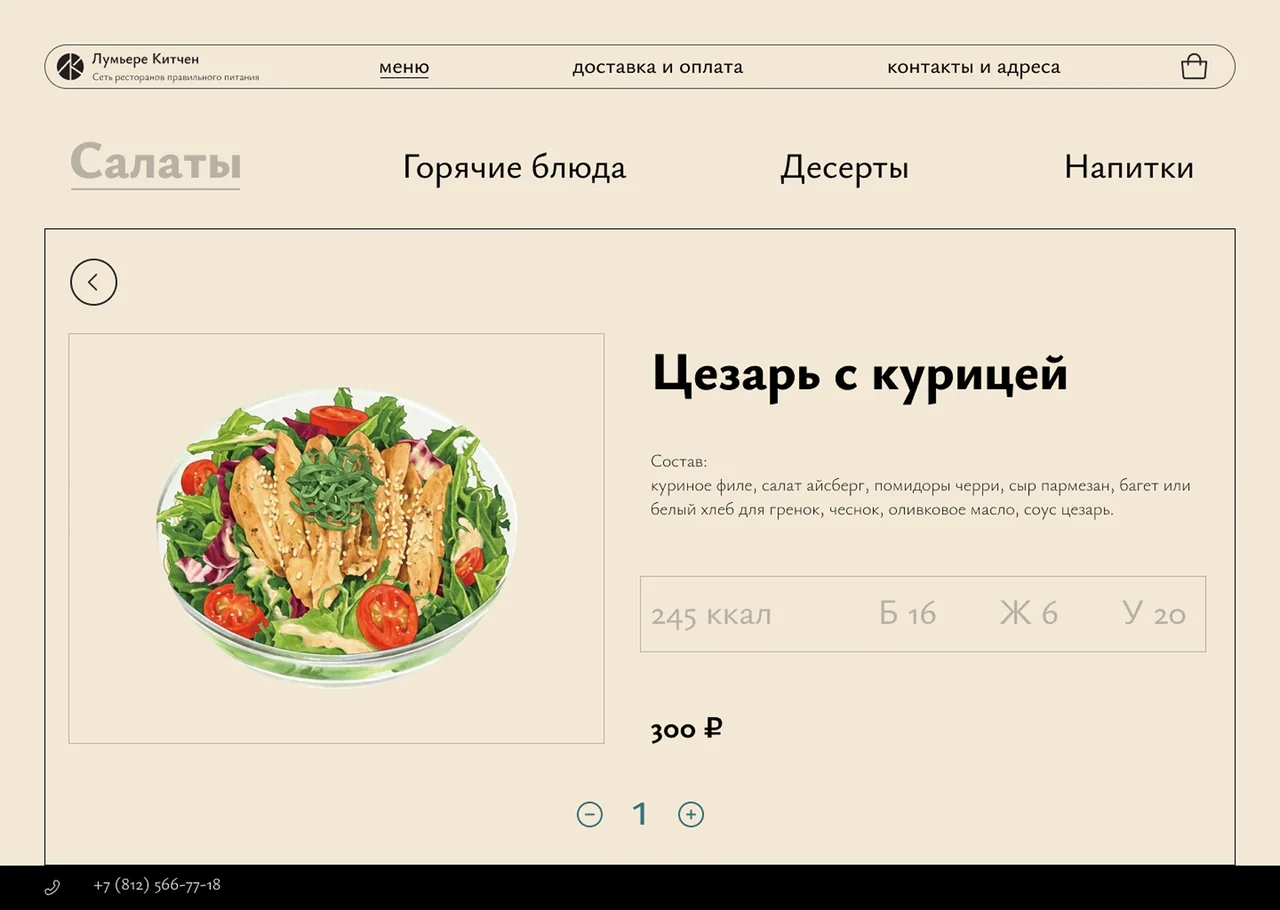 Лумьере Китчен
Сеть ресторанов правильного питания
меню
доставка и оплата
контакты и адреса
Салаты
Горячие блюда
Десерты
Напитки
Цезарь с курицей
Состав:
куриное филе, салат айсберг, помидоры черри, сыр пармезан, багет или
белый хлеб для гренок, чеснок, оливковое масло, соус цезарь.
245 ккал
Б 16
Ж 6
У 20
300 ₽
1
+7 (812) 566-77-18